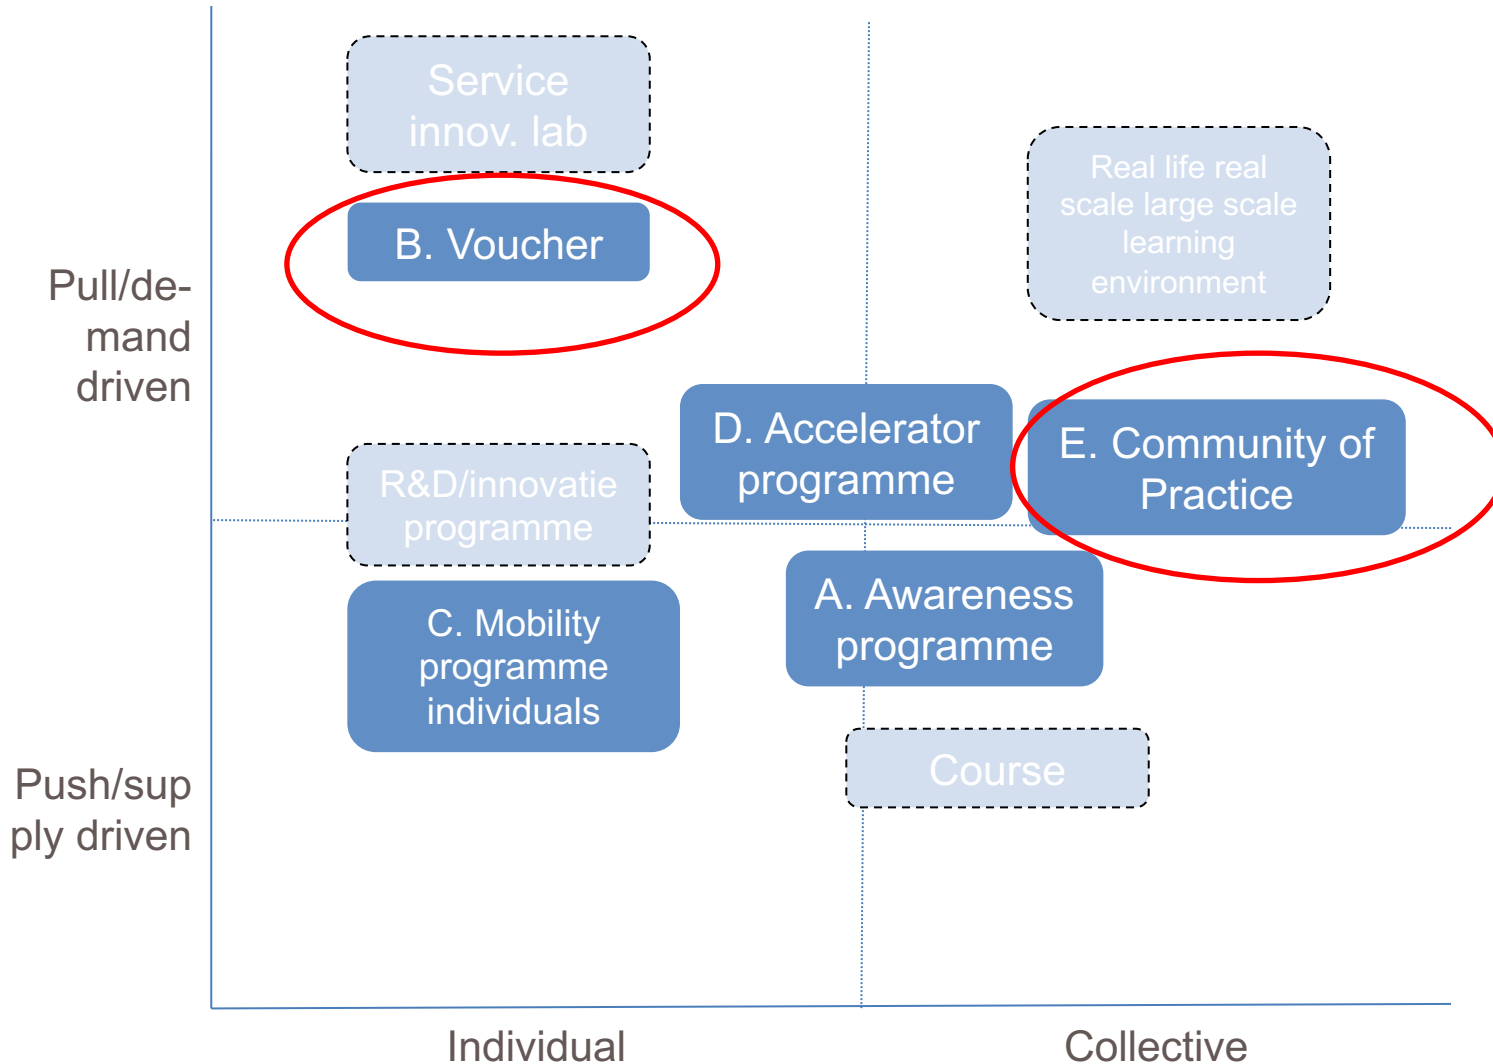 Service
innov. lab
B. Voucher
Real life real
scale large scale
learning
environment
Pull/de-
mand
driven
D. Accelerator
programme
E. Community of
Practice
R&D/innovatie
programme
A. Awareness
programme
C. Mobility
programme
individuals
Course
Push/sup
ply driven
Individual
Collective